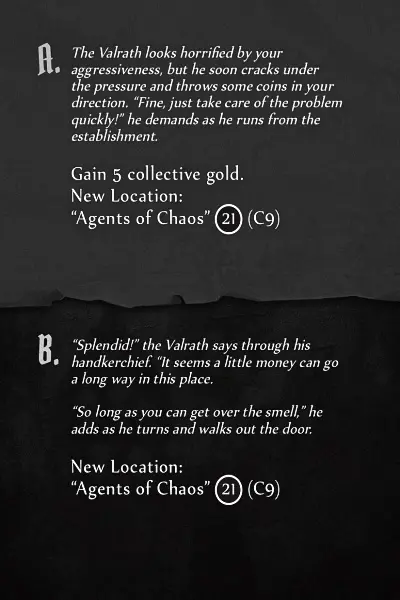 A.
The Valrath looks horrified by your
aggressiveness, but he soon cracks under
the pressure and throws some coins in your
direction. “Fine, just take care of the problem
quickly!” he demands as he runs from the
establishment.
Gain 5 collective gold.
New Location:
“Agents of Chaos” 21 (C9)
B.
“Splendid!” the Valrath says through his
handkerchief. “It seems a little money can go
a long way in this place.
“So long as you can get over the smell,” he
adds as he turns and walks out the door.
New Location:
“Agents of Chaos” 21 (C9)